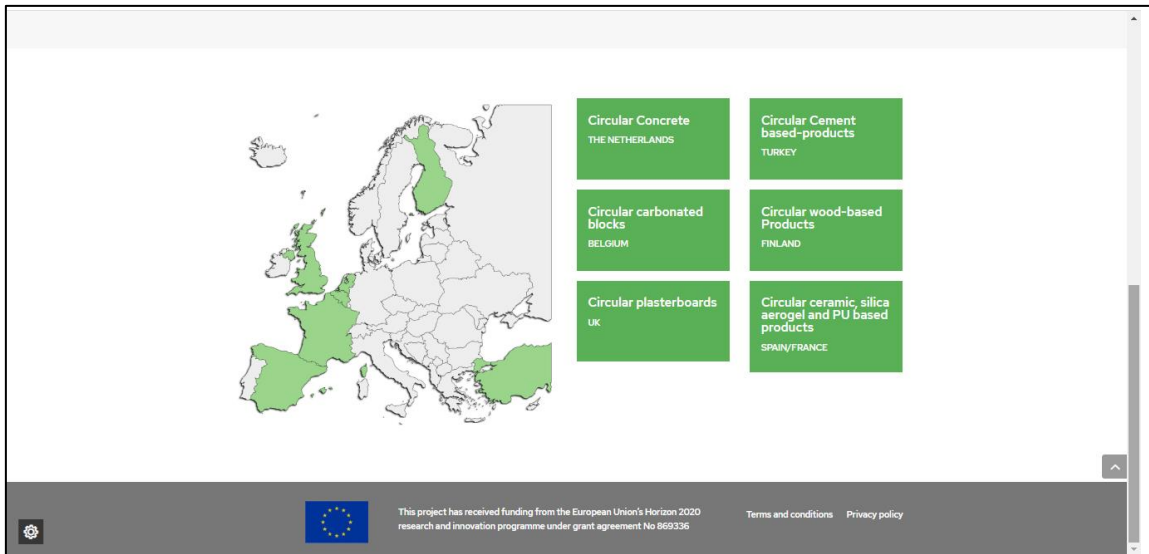 Circular Concrete
THE NETHERLANDS
Circular Cement
based-products
TURKEY
Circular carbonated
blocks
BELGIUM
Circular wood-based
Products
FINLAND
Circular plasterboards
UK
Circular ceramic, silica
aerogel and PU based
products
SPAIN/FRANCE
This project has received funding from the European Union's Horizon 2020
research and innovation programme under grant agreement No 869336
Terms and conditions Privacy policy